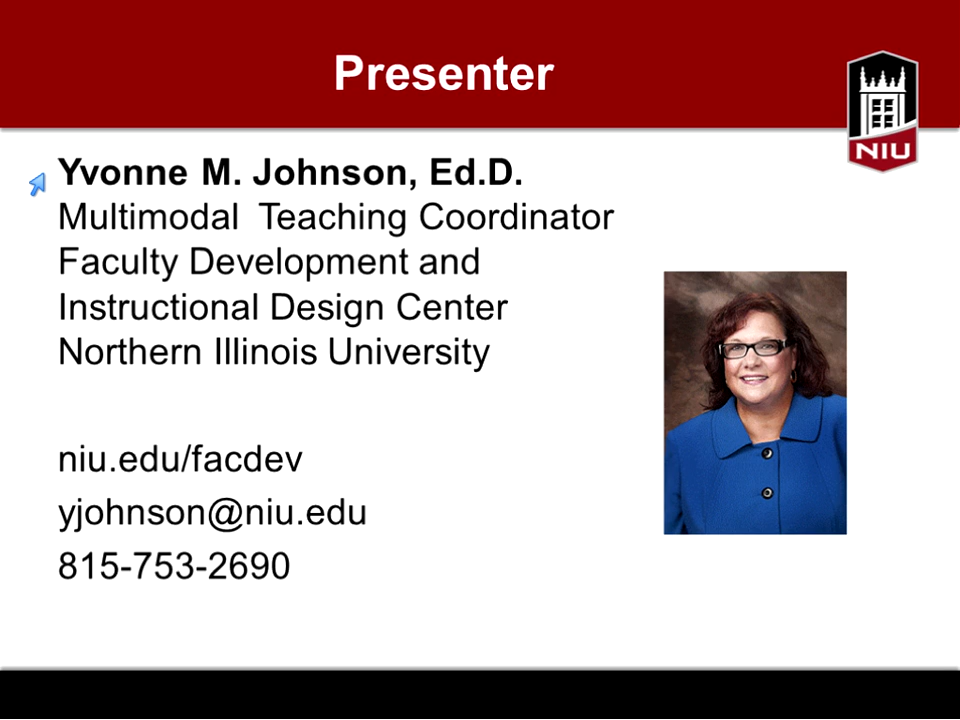 Presenter
NIU
Yvonne M. Johnson, Ed.D.
Multimodal Teaching Coordinator
Faculty Development and
Instructional Design Center
Northern Illinois University
niu.edu/facdev
yjohnson@niu.edu
815-753-2690